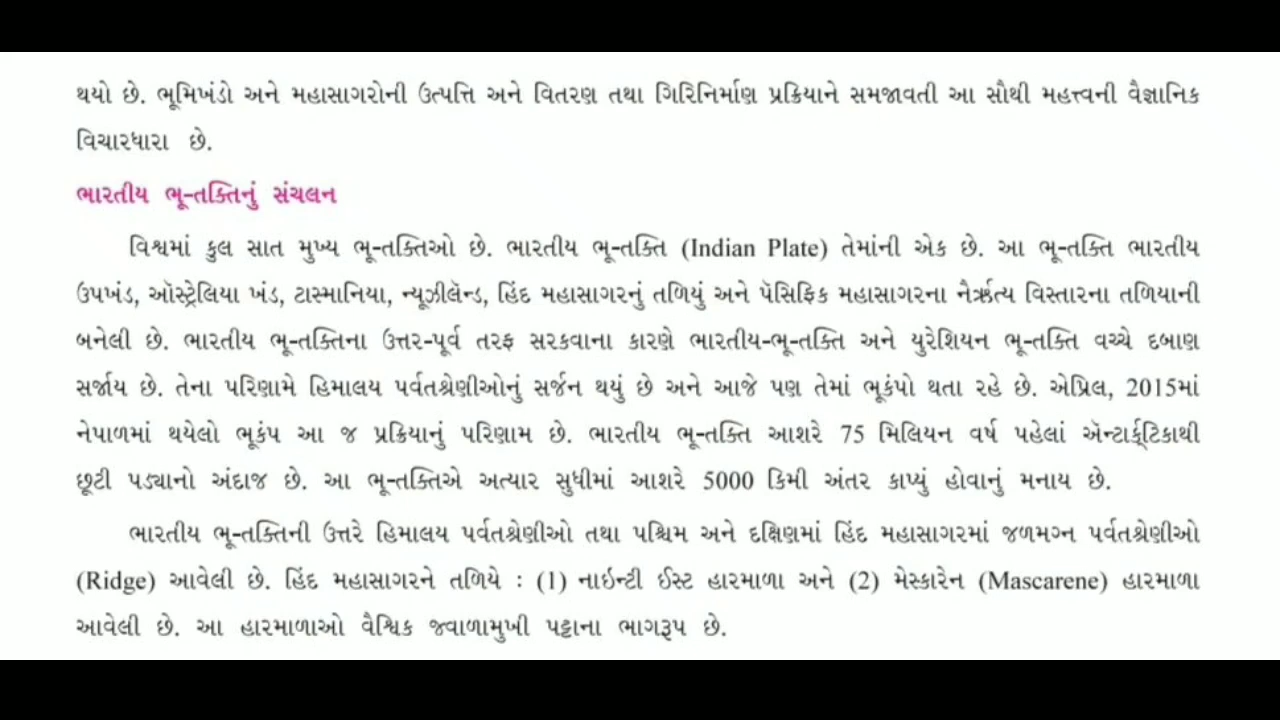 થયો છે. ભૂમિખંડો અને મહાસાગરોની ઉત્પત્તિ અને વિતરણ તથા ગિરિનિર્માણ પ્રક્રિયાને સમજાવતી આ સૌથી મહત્ત્વની વૈજ્ઞાનિક
વિચારધારા છે.
ભારતીય ભૂ-તક્તિનું સંચલન
વિશ્વમાં કુલ સાત મુખ્ય ભૂ-તક્તિઓ છે. ભારતીય ભૂ-તક્તિ (Indian Plate) તેમાંની એક છે. આ ભૂ-તક્તિ ભારતીય
ઉપખંડ, ઑસ્ટ્રેલિયા ખંડ, ટાસ્માનિયા, ન્યૂઝીલૅન્ડ, હિંદ મહાસાગરનું તળિયું અને પૅસિફિક મહાસાગરના નૈર્ઋત્ય વિસ્તારના તળિયાની
બનેલી છે. ભારતીય ભૂ-તક્તિના ઉત્તર-પૂર્વ તરફ સરકવાના કારણે ભારતીય-ભૂ-તક્તિ અને યુરેશિયન ભૂ-તક્તિ વચ્ચે દબાણ
સર્જાય છે. તેના પરિણામે હિમાલય પર્વતશ્રેણીઓનું સર્જન થયું છે અને આજે પણ તેમાં ભૂકંપો થતા રહે છે. એપ્રિલ, 2015માં
નેપાળમાં થયેલો ભૂકંપ આ જ પ્રક્રિયાનું પરિણામ છે. ભારતીય ભૂ-તક્તિ આશરે 75 મિલિયન વર્ષ પહેલાં ઍન્ટાર્ક્ટિકાથી
છૂટી પડ્યાનો અંદાજ છે. આ ભૂ-તક્તિએ અત્યાર સુધીમાં આશરે 5000 કિમી અંતર કાપ્યું હોવાનું મનાય છે.
ભારતીય ભૂ-તક્તિની ઉત્તરે હિમાલય પર્વતશ્રેણીઓ તથા પશ્ચિમ અને દક્ષિણમાં હિંદ મહાસાગરમાં જળમગ્ન પર્વતશ્રેણીઓ
(Ridge) આવેલી છે. હિંદ મહાસાગરને તળિયે : (1) નાઇન્ટી ઈસ્ટ હારમાળા અને (2) મેસ્કારેન (Mascarene) હારમાળા
આવેલી છે. આ હારમાળાઓ વૈશ્વિક જ્વાળામુખી પટ્ટાના ભાગરૂપ છે.